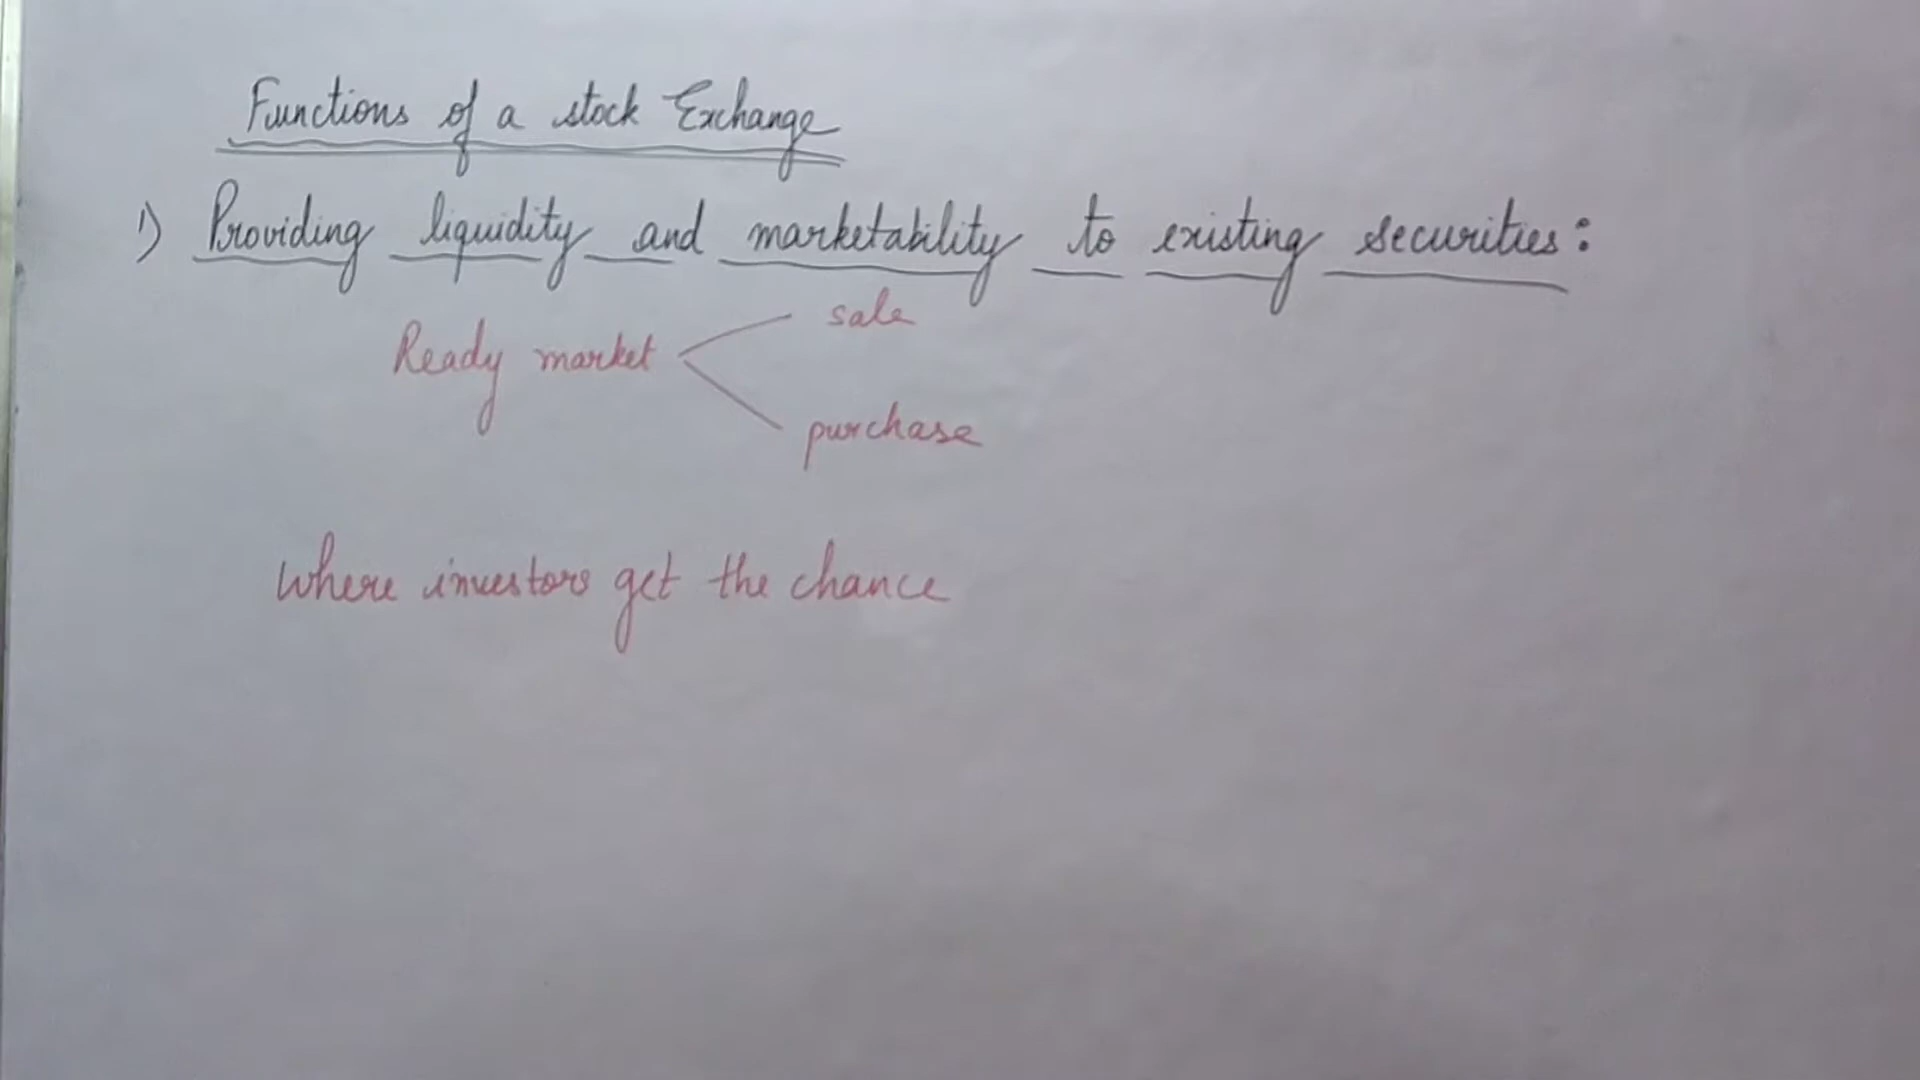 Functions of a stock Exchange
1) Providing liquidity and marketability to existing securities:
Ready market
sale
purchase
where investors get the chance